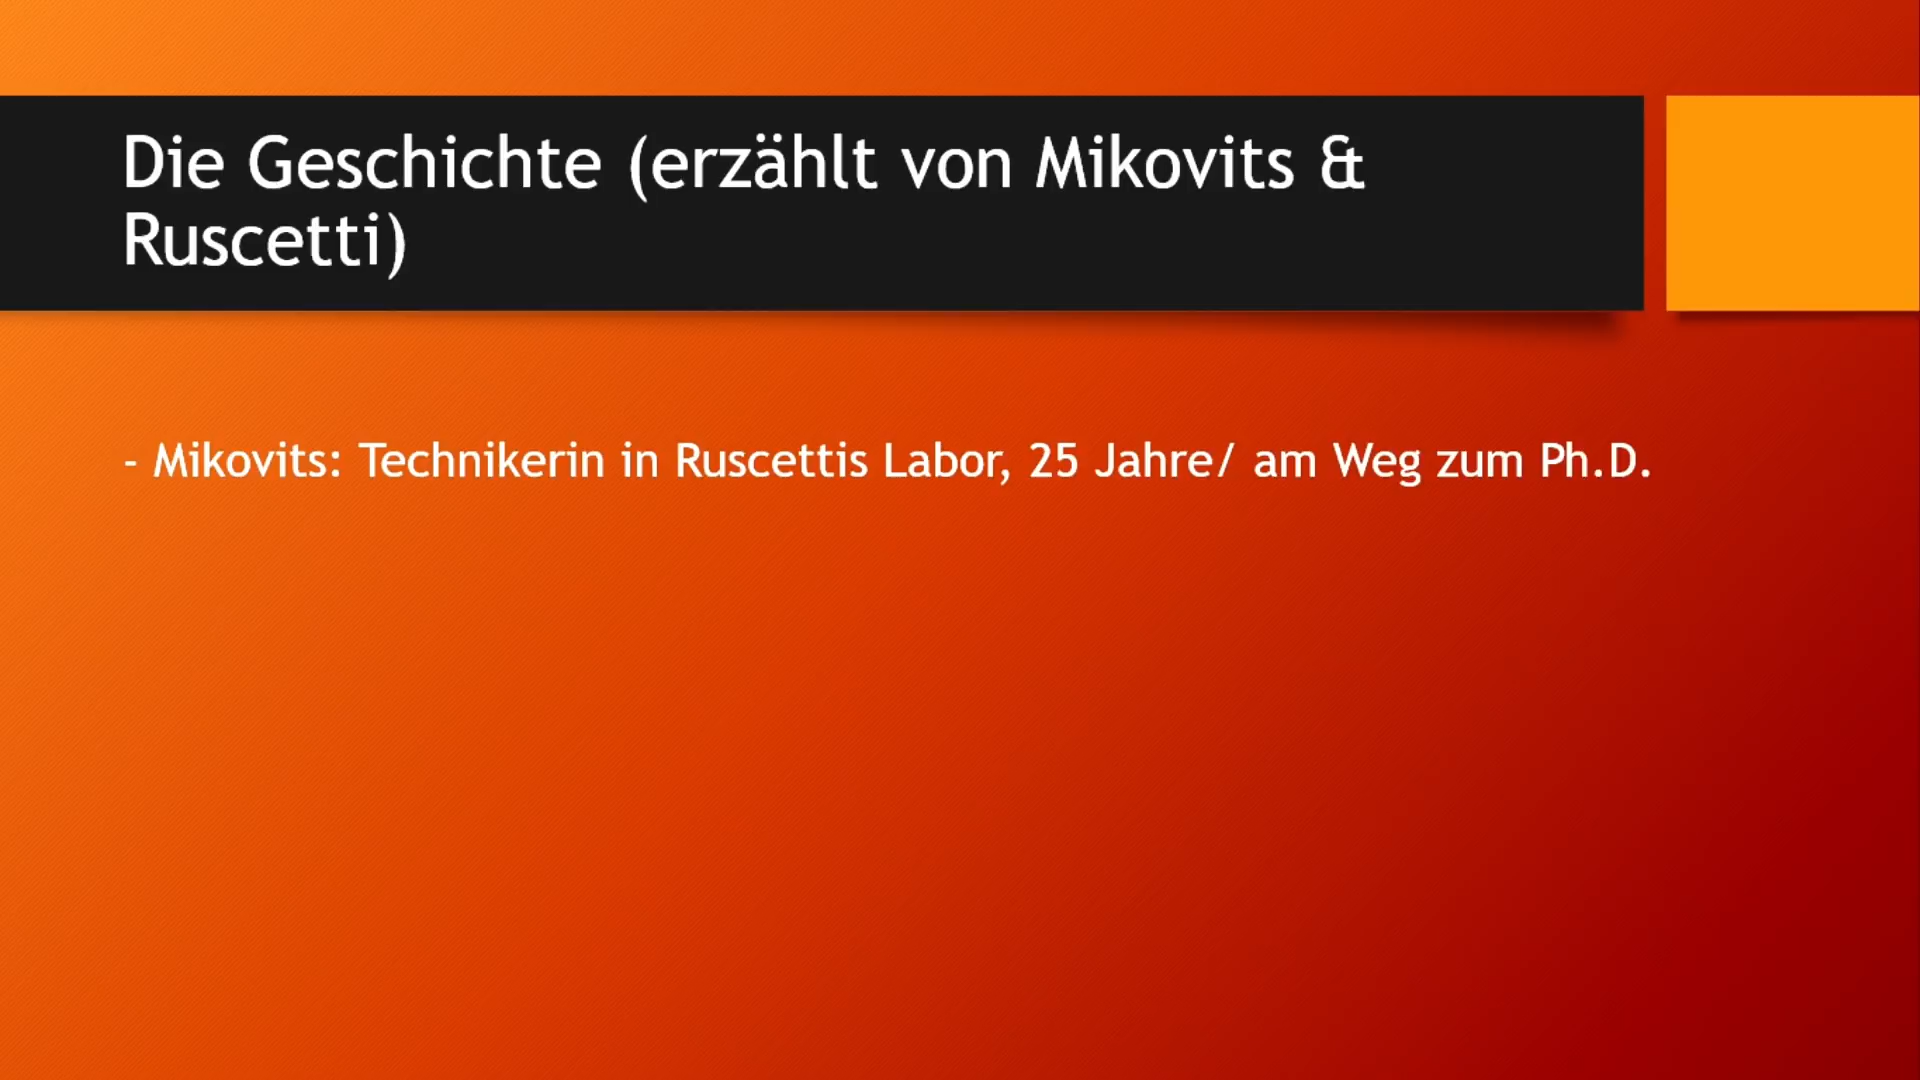 Die Geschichte (erzählt von Mikovits &
Ruscetti)
- Mikovits: Technikerin in Ruscettis Labor, 25 Jahre/ am Weg zum Ph.D.